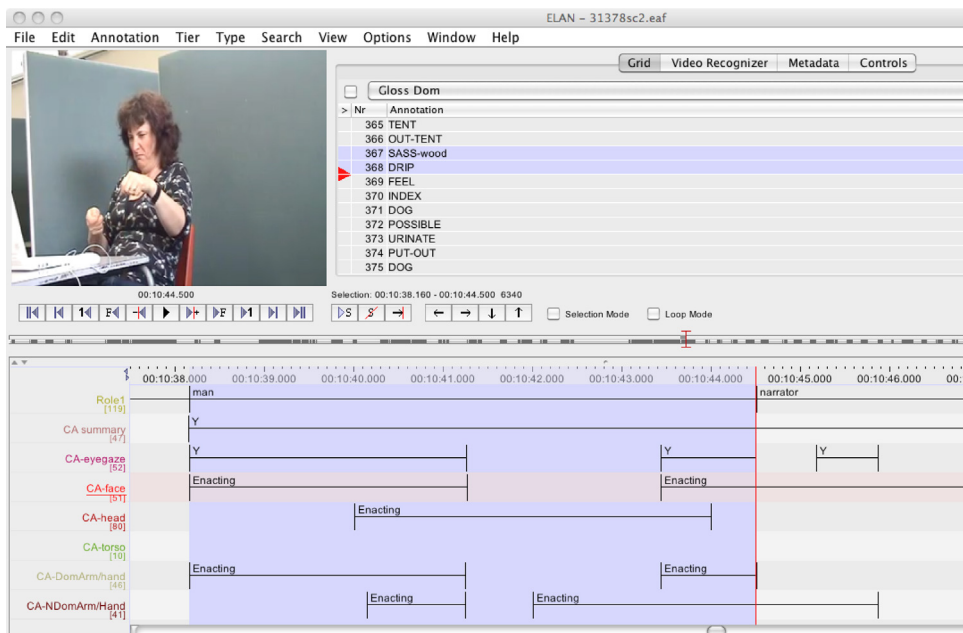 ELAN - 31378sc2.eaf
File Edit Annotation Tier Type Search View Options Window Help
Grid Video Recognizer Metadata Controls
Gloss Dom
> Nr Annotation
365 TENT
366 OUT-TENT
367 SASS-wood
368 DRIP
369 FEEL
370 INDEX
371 DOG
372 POSSIBLE
373 URINATE
374 PUT-OUT
375 DOG
00:10:44.500
Selection: 00:10:38.160 - 00:10:44.500 6340
Selection Mode Loop Mode
00:10:38.000 00:10:39.000 00:10:40.000 00:10:41.000 00:10:42.000 00:10:43.000 00:10:44.000 00:10:45.000 00:10:46.000 00:
man narrator
Role1
[119]
Y
CA summary
[47]
Y Y Y
CA-eyegaze
[52]
Enacting Enacting
CA-face
[51]
Enacting
CA-head
[80]
CA-torso
[10]
Enacting Enacting
CA-DomArm/hand
[46]
Enacting Enacting
CA-NDomArm/Hand
[41]